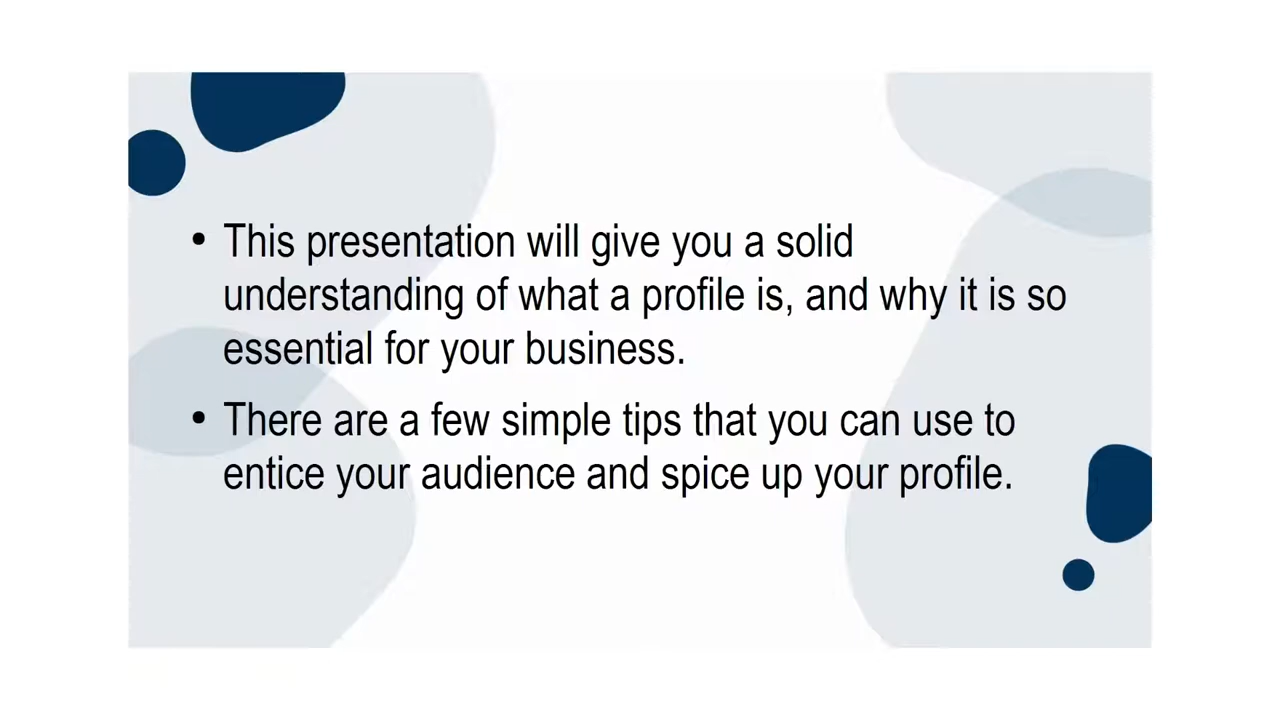 • This presentation will give you a solid
understanding of what a profile is, and why it is so
essential for your business.
• There are a few simple tips that you can use to
entice your audience and spice up your profile.